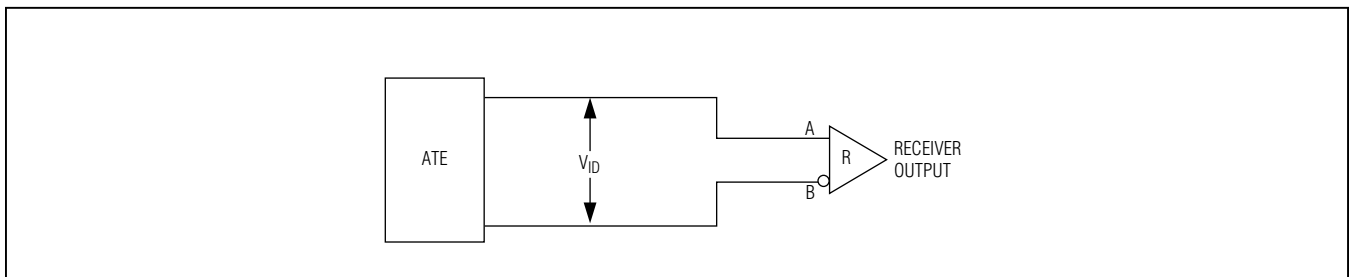 ATE
VID
A
B
R
RECEIVER
OUTPUT